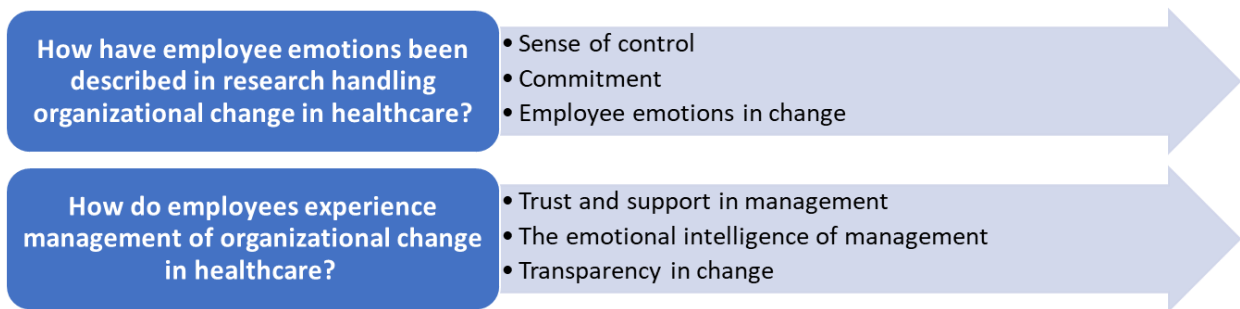 How have employee emotions been
described in research handling
organizational change in healthcare?
• Sense of control
• Commitment
• Employee emotions in change
How do employees experience
management of organizational change
in healthcare?
• Trust and support in management
• The emotional intelligence of management
• Transparency in change